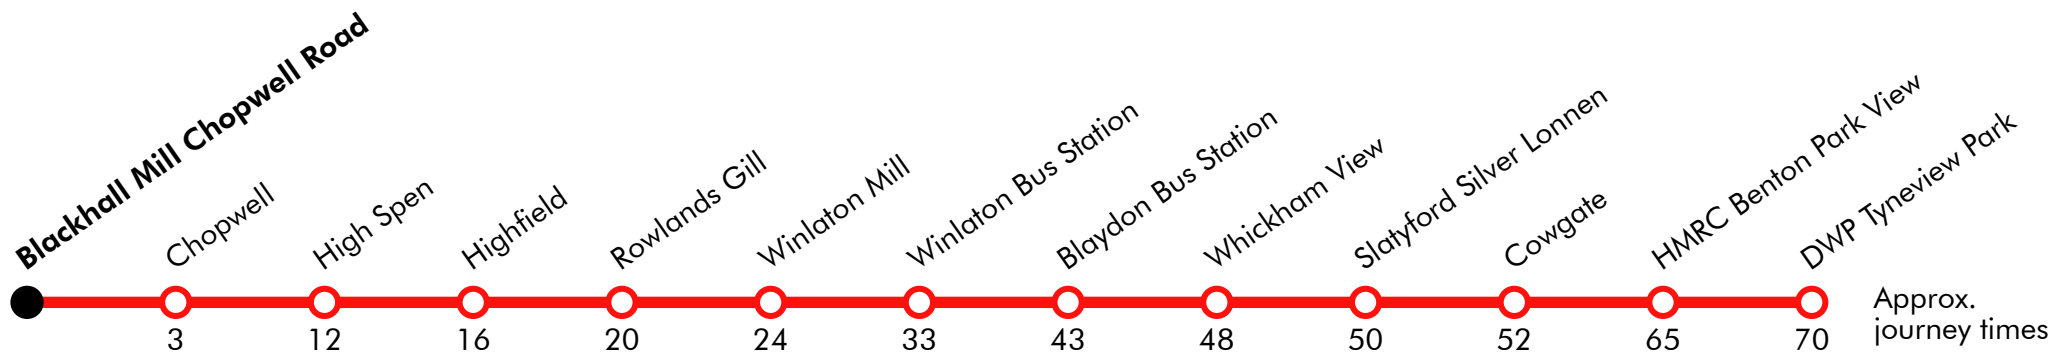 Blackhall Mill Chopwell Road
Chopwell
High Spen
Highfield
Rowlands Gill
Winlaton Mill
Winlaton Bus Station
Blaydon Bus Station
Whickham View
Slatyford Silver Lonnen
Cowgate
HMRC Benton Park View
DWP Tyneview Park
3
12
16
20
24
33
43
48
50
52
65
70
Approx.
journey times